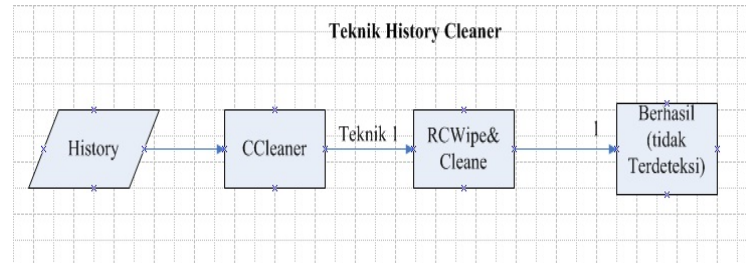 Teknik History Cleaner
History
CCleaner
Teknik 1
RCWipe&
Cleane
1
Berhasil
(tidak
Terdeteksi)